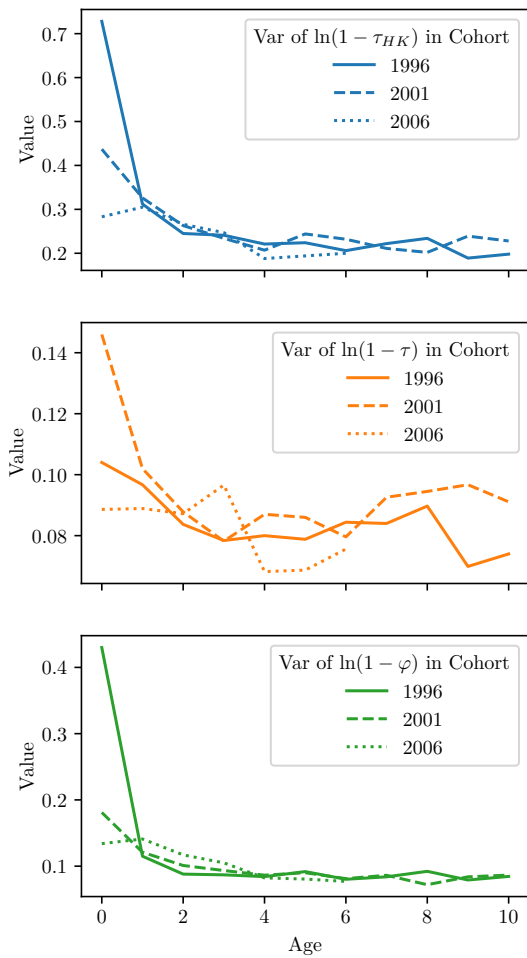 0.7
0.6
0.5
0.4
0.3
0.2
Value
Var of ln(1 − τ_HK) in Cohort
1996
2001
2006
0.14
0.12
0.10
0.08
Value
Var of ln(1 − τ) in Cohort
1996
2001
2006
0.4
0.3
0.2
0.1
Value
Var of ln(1 − φ) in Cohort
1996
2001
2006
0 2 4 6 8 10
Age